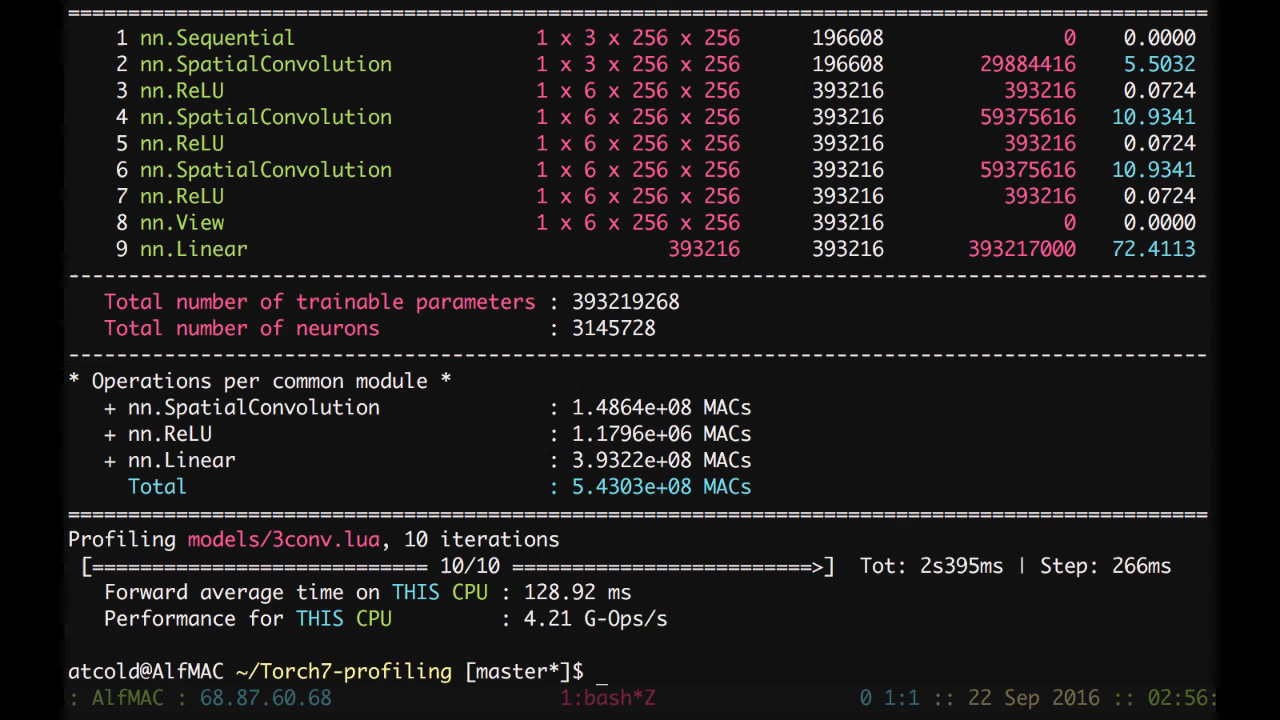 ================================================================================
1 nn.Sequential 1 x 3 x 256 x 256 196608 0 0.0000
2 nn.SpatialConvolution 1 x 3 x 256 x 256 196608 29884416 5.5032
3 nn.ReLU 1 x 6 x 256 x 256 393216 393216 0.0724
4 nn.SpatialConvolution 1 x 6 x 256 x 256 393216 59375616 10.9341
5 nn.ReLU 1 x 6 x 256 x 256 393216 393216 0.0724
6 nn.SpatialConvolution 1 x 6 x 256 x 256 393216 59375616 10.9341
7 nn.ReLU 1 x 6 x 256 x 256 393216 393216 0.0724
8 nn.View 1 x 6 x 256 x 256 393216 0 0.0000
9 nn.Linear 393216 393216 393217000 72.4113
--------------------------------------------------------------------------------
Total number of trainable parameters : 393219268
Total number of neurons : 3145728
--------------------------------------------------------------------------------
* Operations per common module *
+ nn.SpatialConvolution : 1.4864e+08 MACs
+ nn.ReLU : 1.1796e+06 MACs
+ nn.Linear : 3.9322e+08 MACs
Total : 5.4303e+08 MACs
================================================================================
Profiling models/3conv.lua, 10 iterations
[============================ 10/10 =========================>] Tot: 2s395ms | Step: 266ms
Forward average time on THIS CPU : 128.92 ms
Performance for THIS CPU : 4.21 G-Ops/s
atcold@AlfMAC ~/Torch7-profiling [master*]$ _
: AlfMAC : 68.87.60.68 1:bash*Z 0 1:1 :: 22 Sep 2016 :: 02:56: